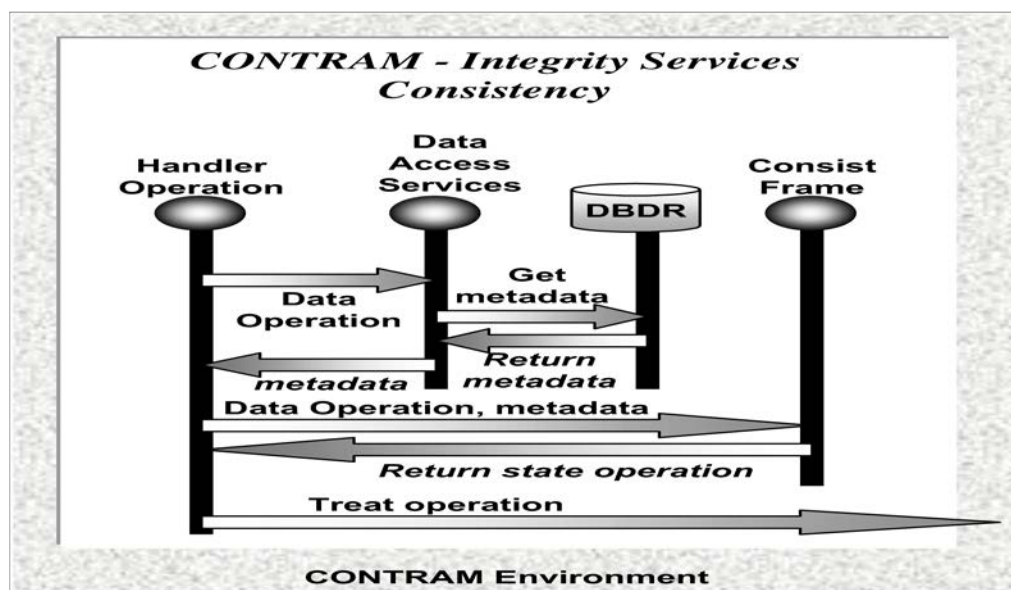 CONTRAM - Integrity Services
Consistency
Handler
Operation
Data
Access
Services
DBDR
Consist
Frame
Data
Operation
Get
metadata
Return
metadata
metadata
Data Operation, metadata
Return state operation
Treat operation
CONTRAM Environment